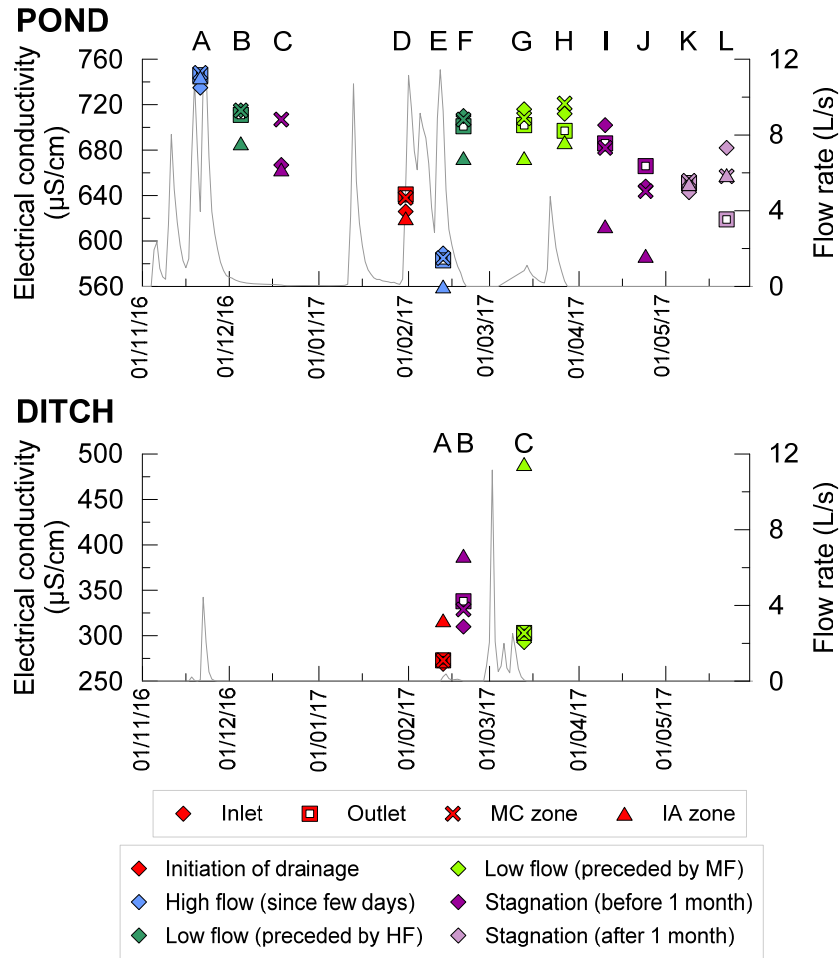 POND
A B C D E F G H I J K L
Electrical conductivity
(µS/cm)
760
720
680
640
600
560
12
8
4
0
Flow rate (L/s)
01/11/16
01/12/16
01/01/17
01/02/17
01/03/17
01/04/17
01/05/17
DITCH
A B C
Electrical conductivity
(µS/cm)
500
450
400
350
300
250
12
8
4
0
Flow rate (L/s)
01/11/16
01/12/16
01/01/17
01/02/17
01/03/17
01/04/17
01/05/17
Inlet Outlet MC zone IA zone
Initiation of drainage
High flow (since few days)
Low flow (preceded by HF)
Low flow (preceded by MF)
Stagnation (before 1 month)
Stagnation (after 1 month)